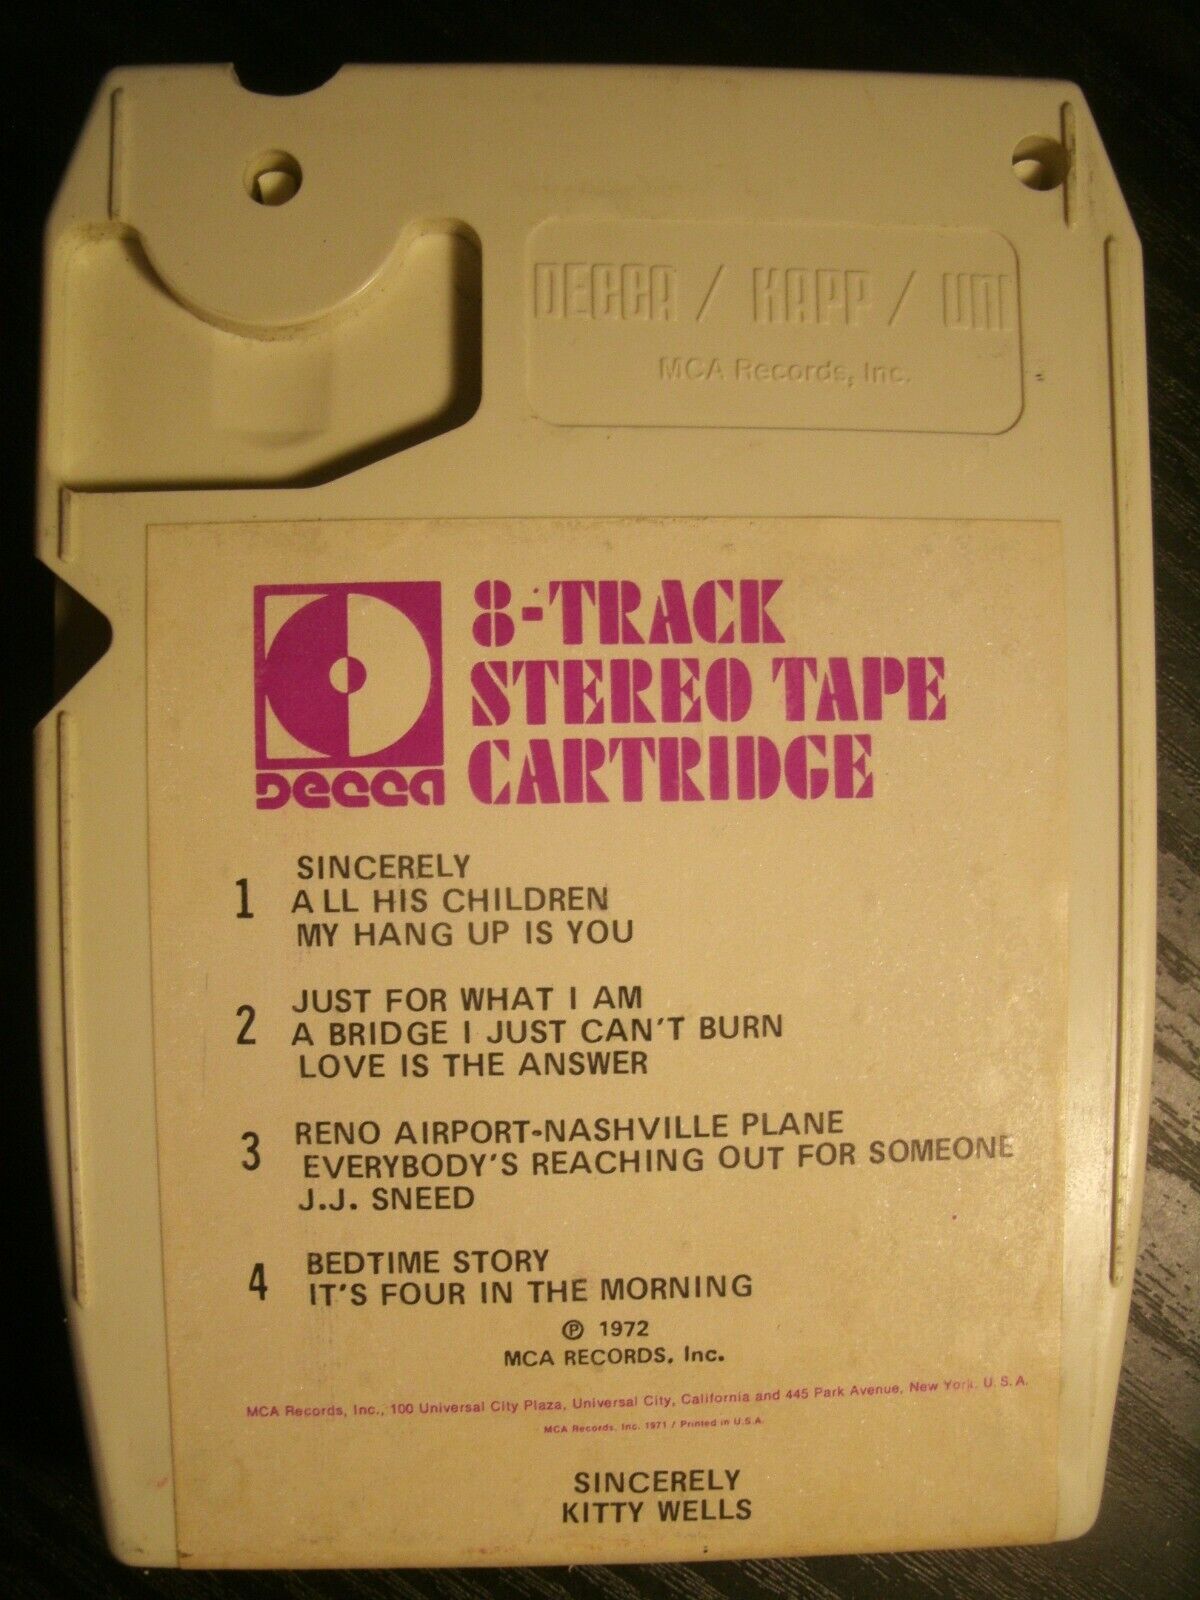 DECCA / KAPP / UNI
MCA Records, Inc.
8-TRACK
STEREO TAPE
CARTRIDGE
DECCA
1
SINCERELY
ALL HIS CHILDREN
MY HANG UP IS YOU
2
JUST FOR WHAT I AM
A BRIDGE I JUST CAN'T BURN
LOVE IS THE ANSWER
3
RENO AIRPORT-NASHVILLE PLANE
EVERYBODY'S REACHING OUT FOR SOMEONE
J.J. SNEED
4
BEDTIME STORY
IT'S FOUR IN THE MORNING
℗ 1972
MCA RECORDS, Inc.
MCA Records, Inc., 100 Universal City Plaza, Universal City, California and 445 Park Avenue, New York, U.S.A.
MCA Records, Inc. 1971 / Printed in U.S.A.
SINCERELY
KITTY WELLS